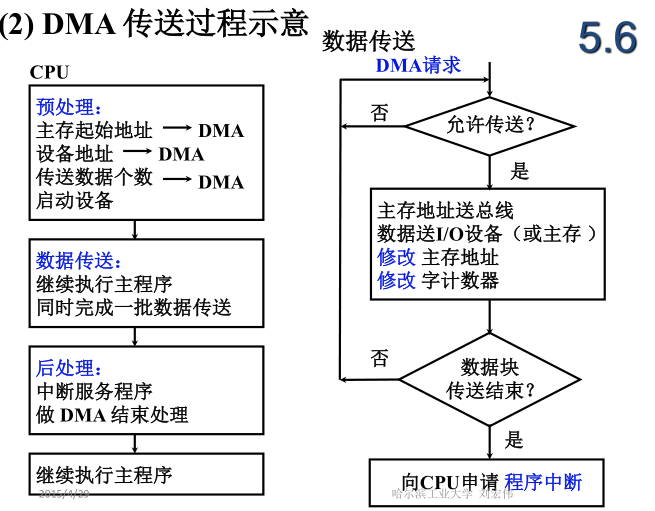 (2) DMA 传送过程示意
5.6
CPU
预处理：
主存起始地址 → DMA
设备地址 → DMA
传送数据个数 → DMA
启动设备
数据传送：
继续执行主程序
同时完成一批数据传送
后处理：
中断服务程序
做 DMA 结束处理
继续执行主程序
2015/4/29
数据传送
DMA请求
允许传送？
否
是
主存地址送总线
数据送I/O设备（或主存 ）
修改 主存地址
修改 字计数器
数据块
传送结束？
否
是
向CPU申请 程序中断
哈尔滨工业大学 刘宏伟